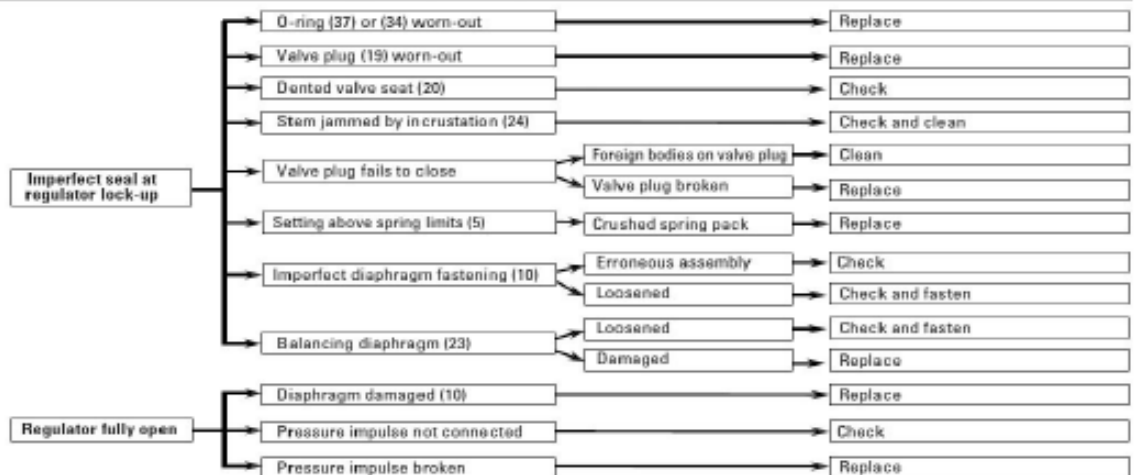 O-ring (37) or (34) worn-out Replace
Valve plug (19) worn-out Replace
Dented valve seat (20) Check
Stem jammed by incrustation (24) Check and clean
Imperfect seal at
regulator lock-up
Valve plug fails to close
Foreign bodies on valve plug Clean
Valve plug broken Replace
Setting above spring limits (5) Crushed spring pack Replace
Imperfect diaphragm fastening (10)
Erroneous assembly Check
Loosened Check and fasten
Balancing diaphragm (23)
Loosened Check and fasten
Damaged Replace
Regulator fully open
Diaphragm damaged (10) Replace
Pressure impulse not connected Check
Pressure impulse broken Replace